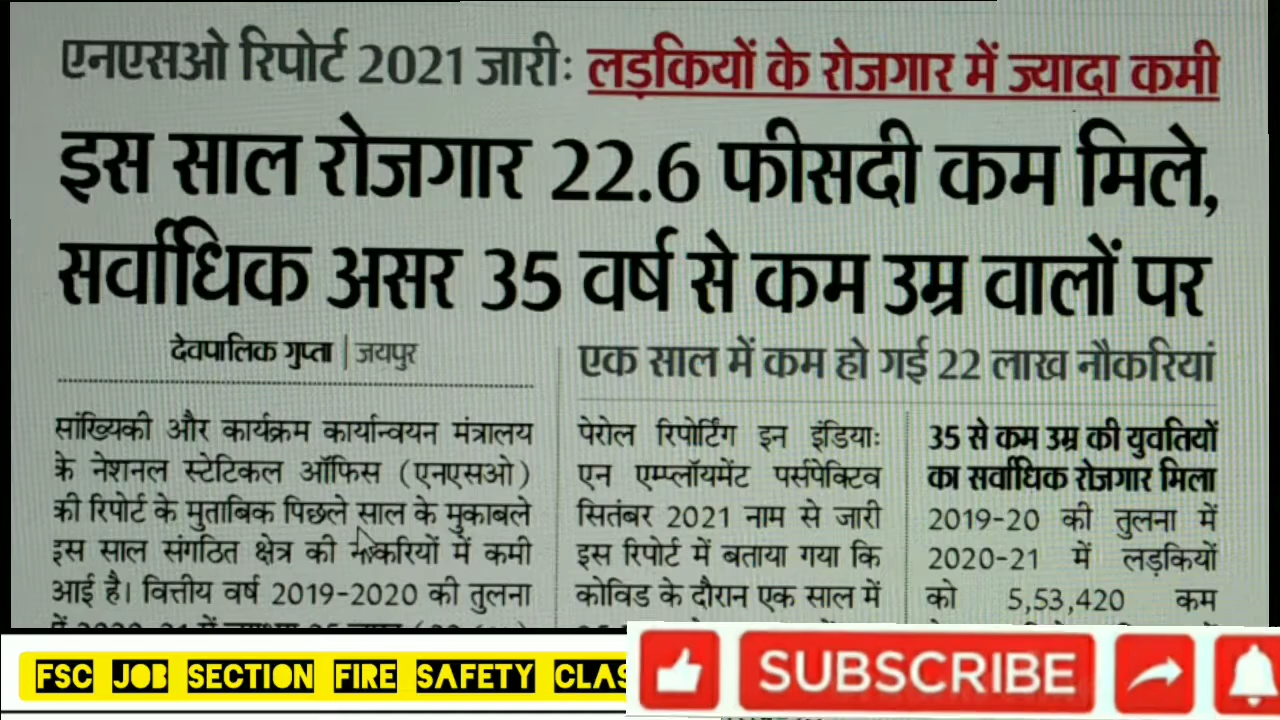 एनएसओ रिपोर्ट 2021 जारीः लड़कियों के रोजगार में ज्यादा कमी
इस साल रोजगार 22.6 फीसदी कम मिले,
सर्वाधिक असर 35 वर्ष से कम उम्र वालों पर
देवपालिक गुप्ता | जयपुर
सांख्यिकी और कार्यक्रम कार्यान्वयन मंत्रालय
के नेशनल स्टेटिकल ऑफिस (एनएसओ)
की रिपोर्ट के मुताबिक पिछले साल के मुकाबले
इस साल संगठित क्षेत्र की नौकरियों में कमी
आई है। वित्तीय वर्ष 2019-2020 की तुलना
एक साल में कम हो गई 22 लाख नौकरियां
पेरोल रिपोर्टिंग इन इंडियाः
एन एम्प्लॉयमेंट पर्सपेक्टिव
सितंबर 2021 नाम से जारी
इस रिपोर्ट में बताया गया कि
कोविड के दौरान एक साल में
35 से कम उम्र की युवतियों
का सर्वाधिक रोजगार मिला
2019-20 की तुलना में
2020-21 में लड़कियों
को 5,53,420 कम
FSC JOB SECTION FIRE SAFETY CLAS
SUBSCRIBE